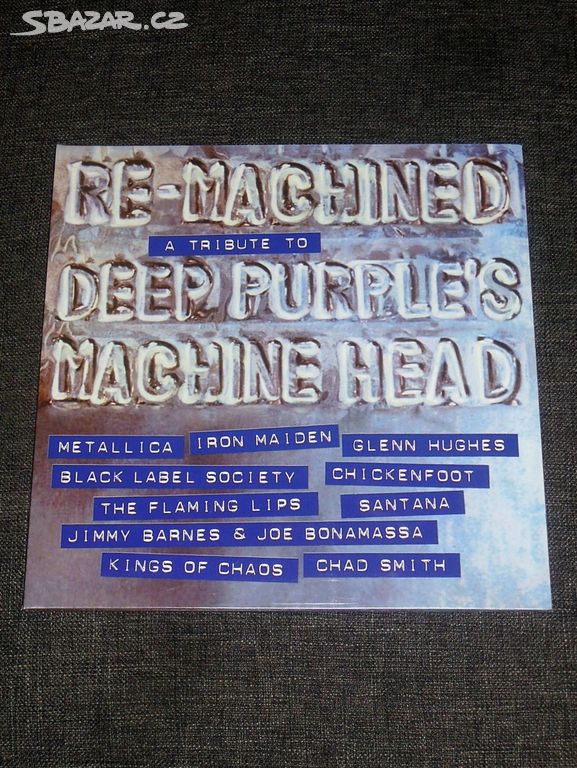 SBAZAR.CZ
RE-MACHINED
A TRIBUTE TO
DEEP PURPLE'S
MACHINE HEAD
METALLICA IRON MAIDEN GLENN HUGHES
BLACK LABEL SOCIETY CHICKENFOOT
THE FLAMING LIPS SANTANA
JIMMY BARNES & JOE BONAMASSA
KINGS OF CHAOS CHAD SMITH